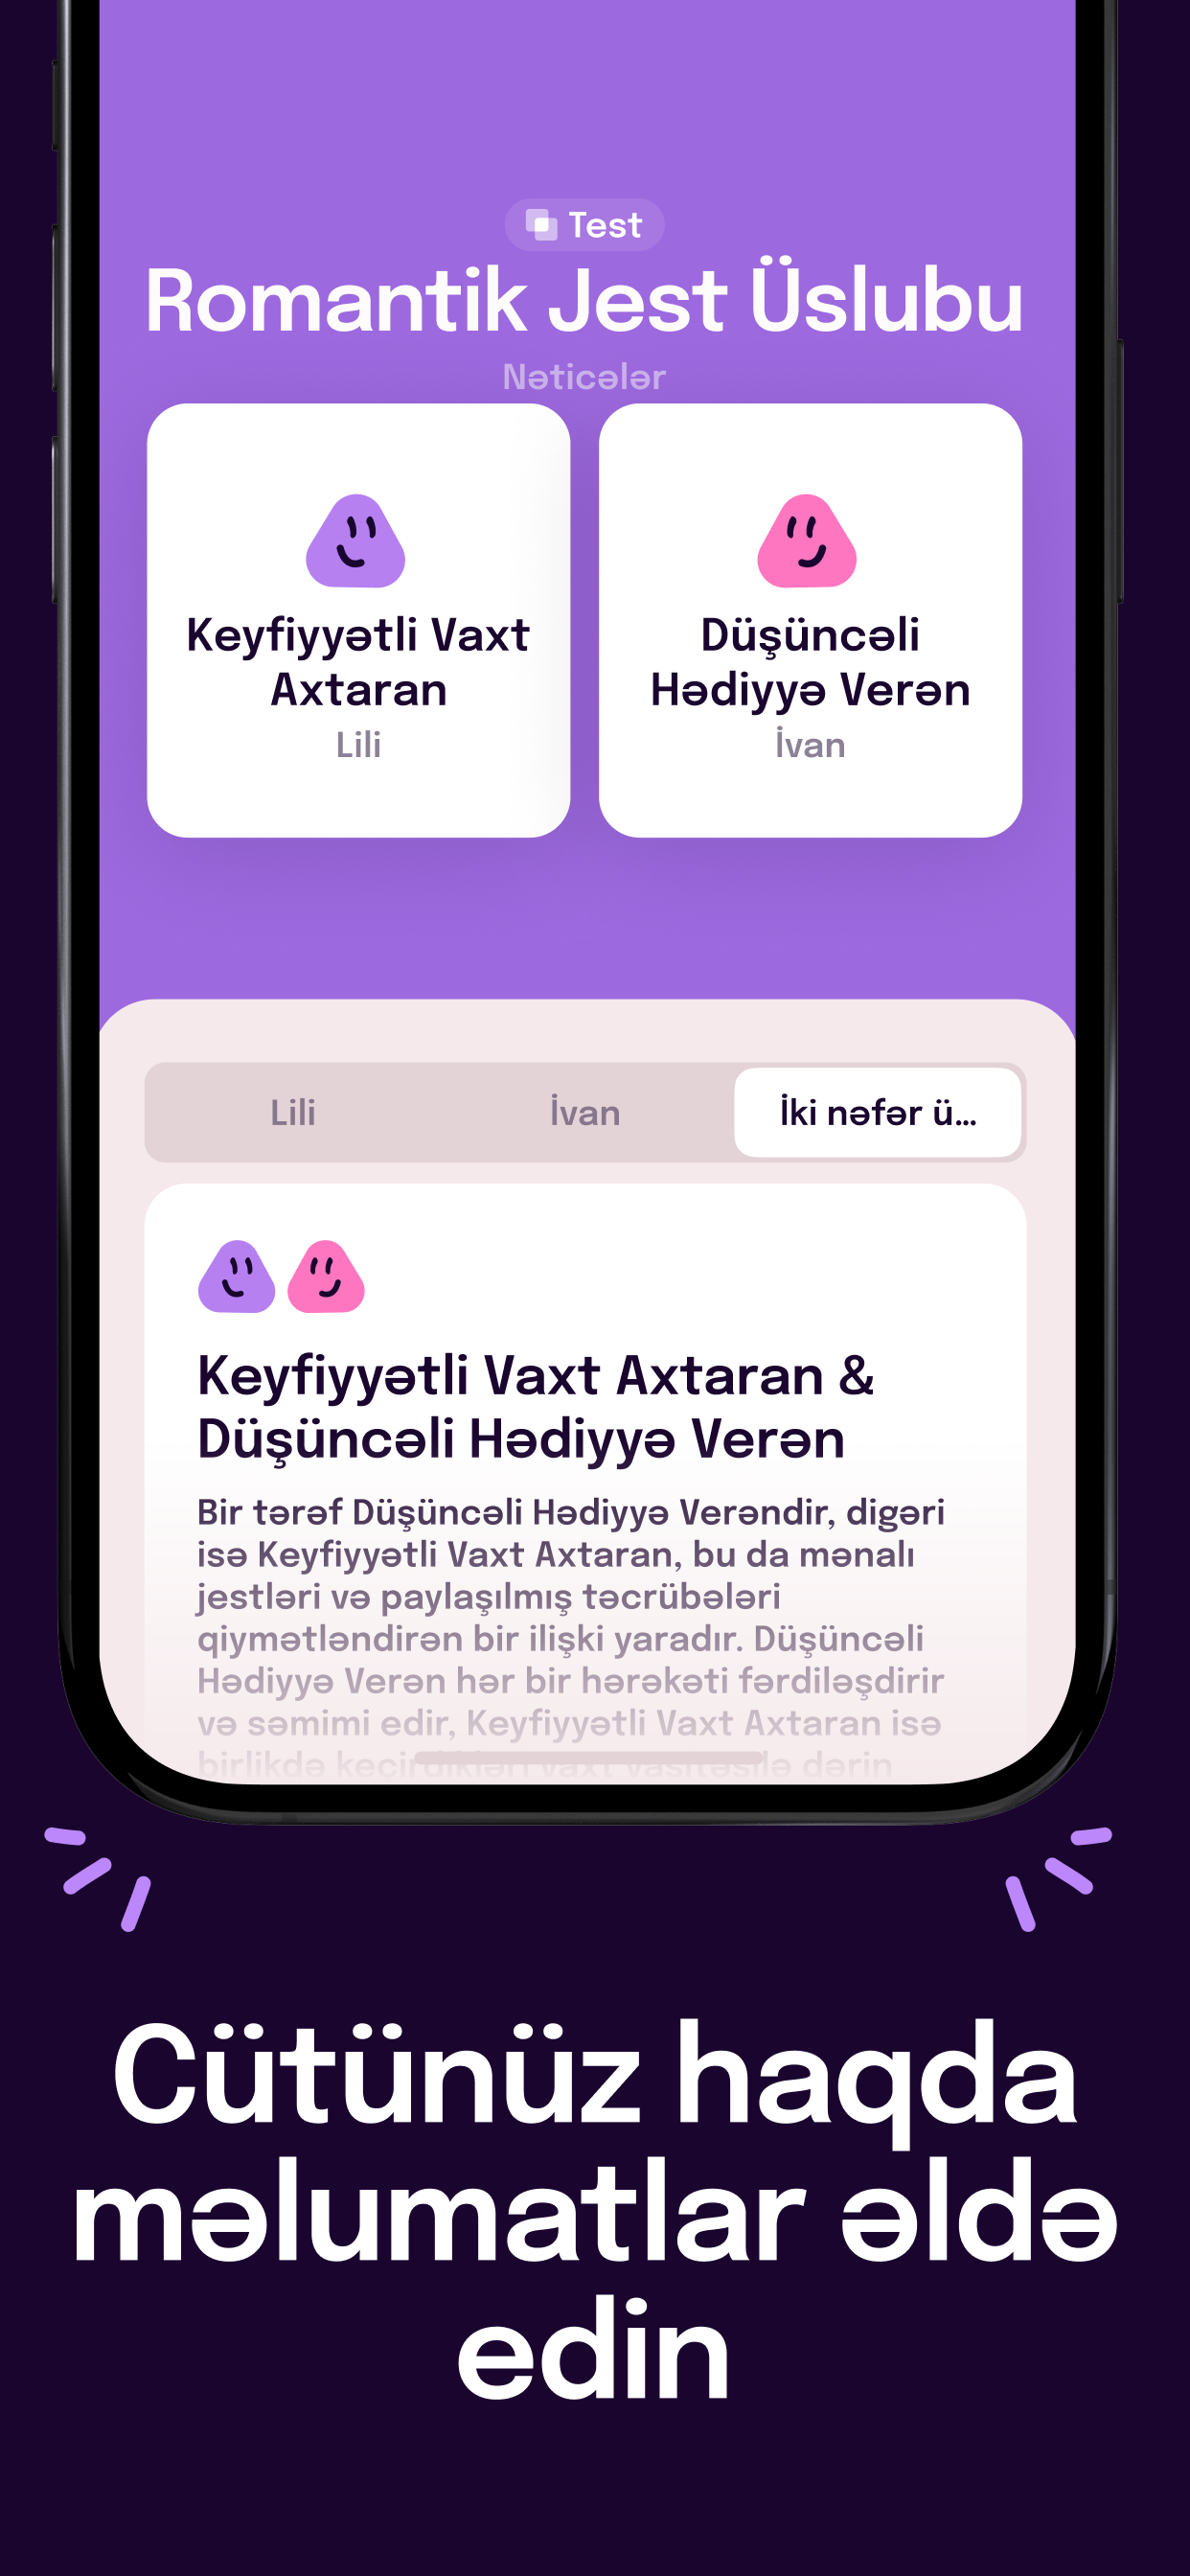 Test
Romantik Jest Üslubu
Nəticələr
Keyfiyyətli Vaxt
Axtaran
Lili
Düşüncəli
Hədiyyə Verən
İvan
Lili
İvan
İki nəfər ü...
Keyfiyyətli Vaxt Axtaran &
Düşüncəli Hədiyyə Verən
Bir tərəf Düşüncəli Hədiyyə Verəndir, digəri
isə Keyfiyyətli Vaxt Axtaran, bu da mənalı
jestləri və paylaşılmış təcrübələri
qiymətləndirən bir ilişki yaradır. Düşüncəli
Hədiyyə Verən hər bir hərəkəti fərdiləşdirir
və səmimi edir, Keyfiyyətli Vaxt Axtaran isə
birlikdə keçirdikləri vaxt vasitəsilə dərin
Cütünüz haqda
məlumatlar əldə
edin